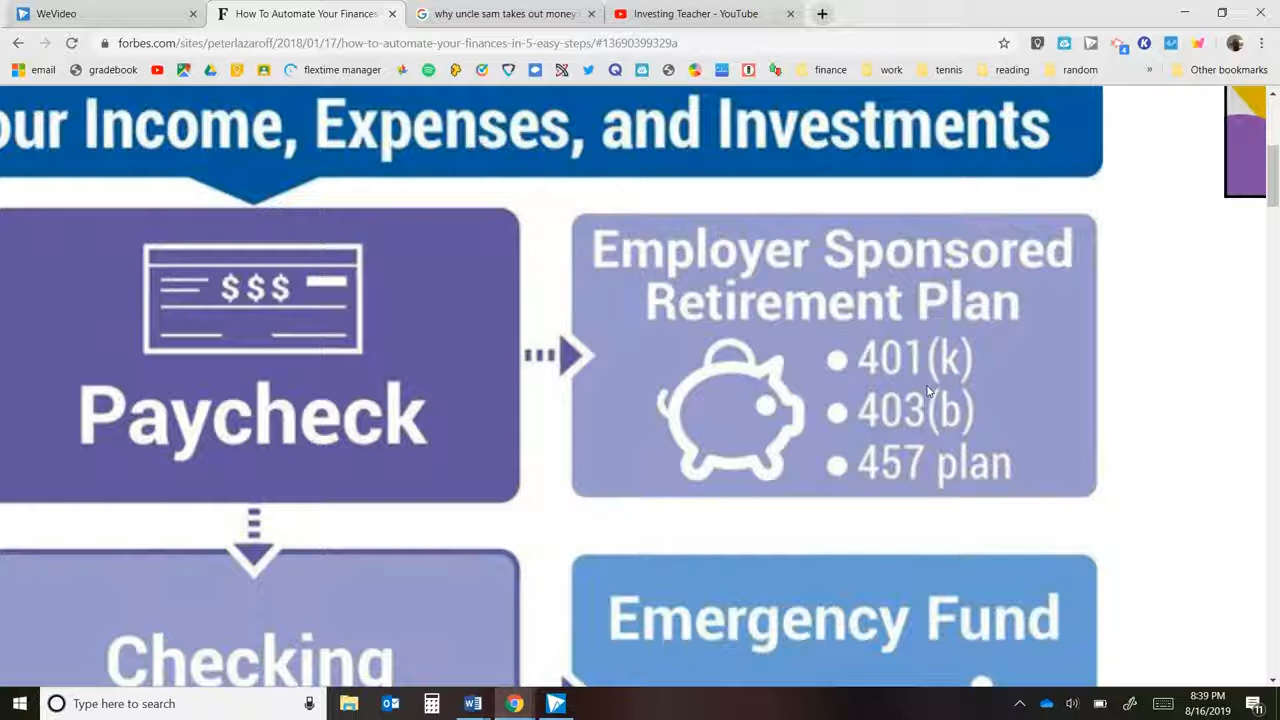 WeVideo
How To Automate Your Finances
why uncle sam takes out money
Investing Teacher - YouTube
forbes.com/sites/peterlazaroff/2018/01/17/how-to-automate-your-finances-in-5-easy-steps/#13690399329a
email
gradebook
flextime manager
finance
work
tennis
reading
random
»
Other bookmarks
our Income, Expenses, and Investments
$$$
Paycheck
Employer Sponsored
Retirement Plan
• 401(k)
• 403(b)
• 457 plan
Checking
Emergency Fund
Type here to search
8:39 PM
8/16/2019